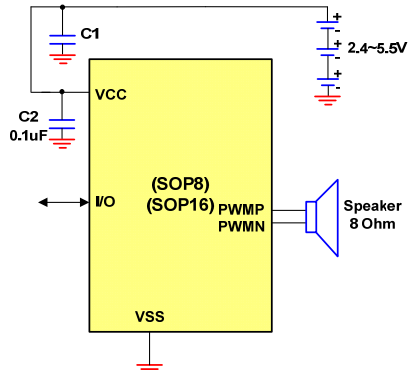 C1
+
-
+
-
+
-
2.4~5.5V
VCC
C2
0.1uF
(SOP8)
(SOP16)
I/O
PWMP
PWMN
Speaker
8 Ohm
VSS